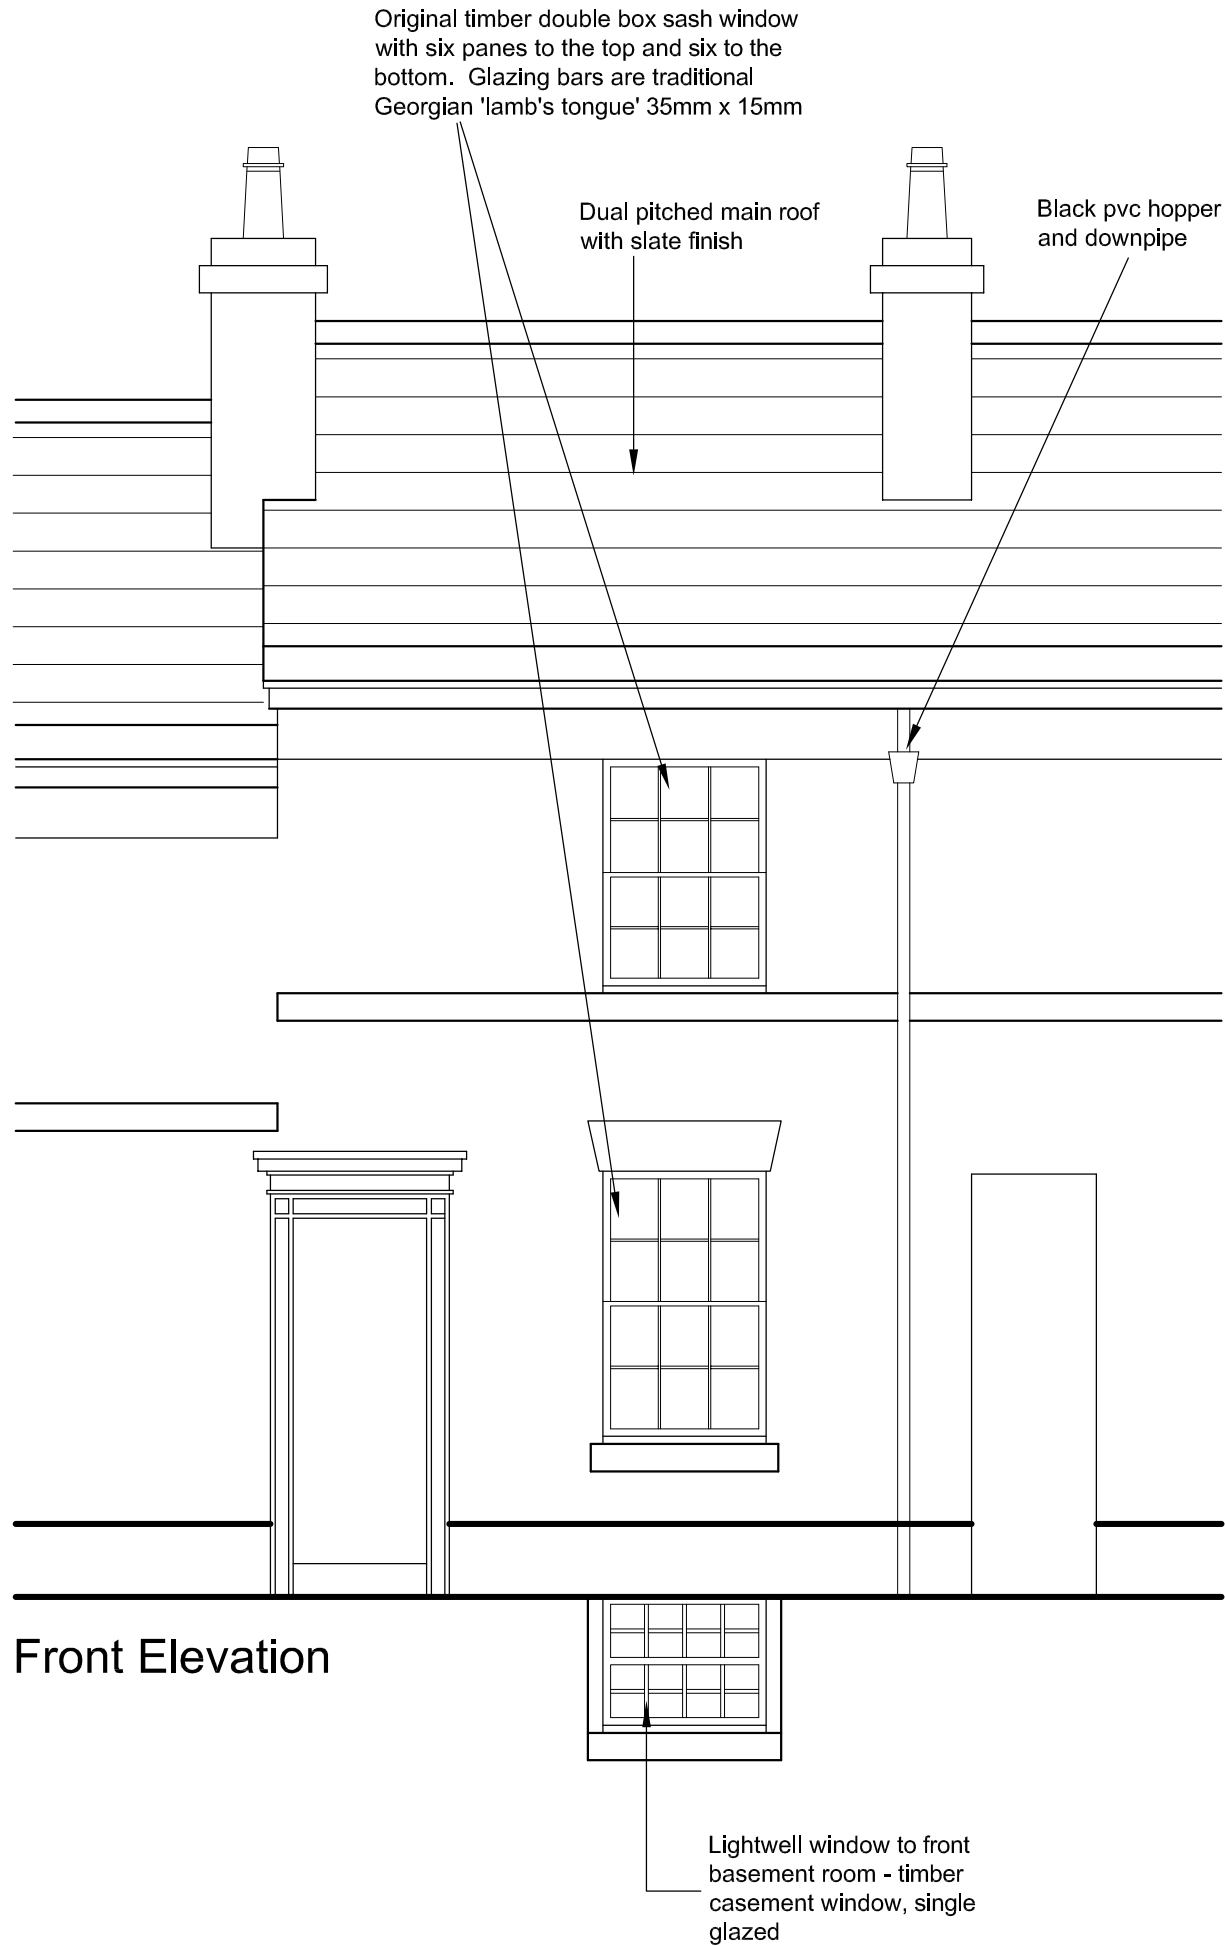 Original timber double box sash window
with six panes to the top and six to the
bottom.  Glazing bars are traditional
Georgian 'lamb's tongue' 35mm x 15mm
Dual pitched main roof
with slate finish
Black pvc hopper
and downpipe
Front Elevation
Lightwell window to front
basement room - timber
casement window, single
glazed